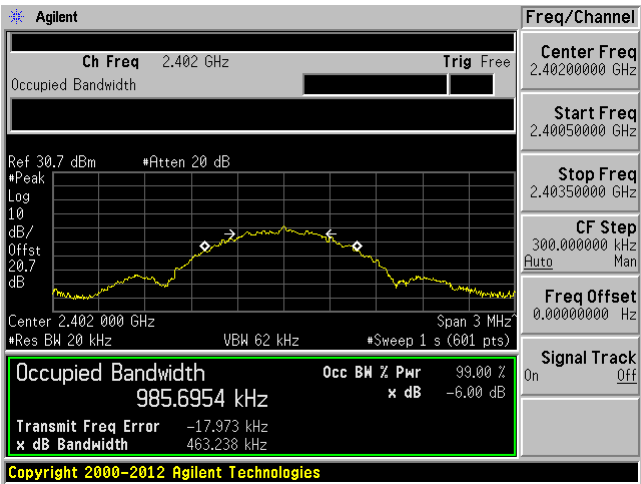 Agilent
Freq/Channel
Ch Freq 2.402 GHz Trig Free
Occupied Bandwidth
Center Freq
2.40200000 GHz
Start Freq
2.40050000 GHz
Stop Freq
2.40350000 GHz
CF Step
300.000000 kHz
Auto Man
Freq Offset
0.00000000 Hz
Signal Track
On Off
Ref 30.7 dBm #Atten 20 dB
#Peak
Log
10
dB/
Offst
20.7
dB
Center 2.402 000 GHz Span 3 MHz^
#Res BW 20 kHz VBW 62 kHz #Sweep 1 s (601 pts)
Occupied Bandwidth
985.6954 kHz
Occ BW % Pwr 99.00 %
x dB -6.00 dB
Transmit Freq Error -17.973 kHz
x dB Bandwidth 463.238 kHz
Copyright 2000-2012 Agilent Technologies